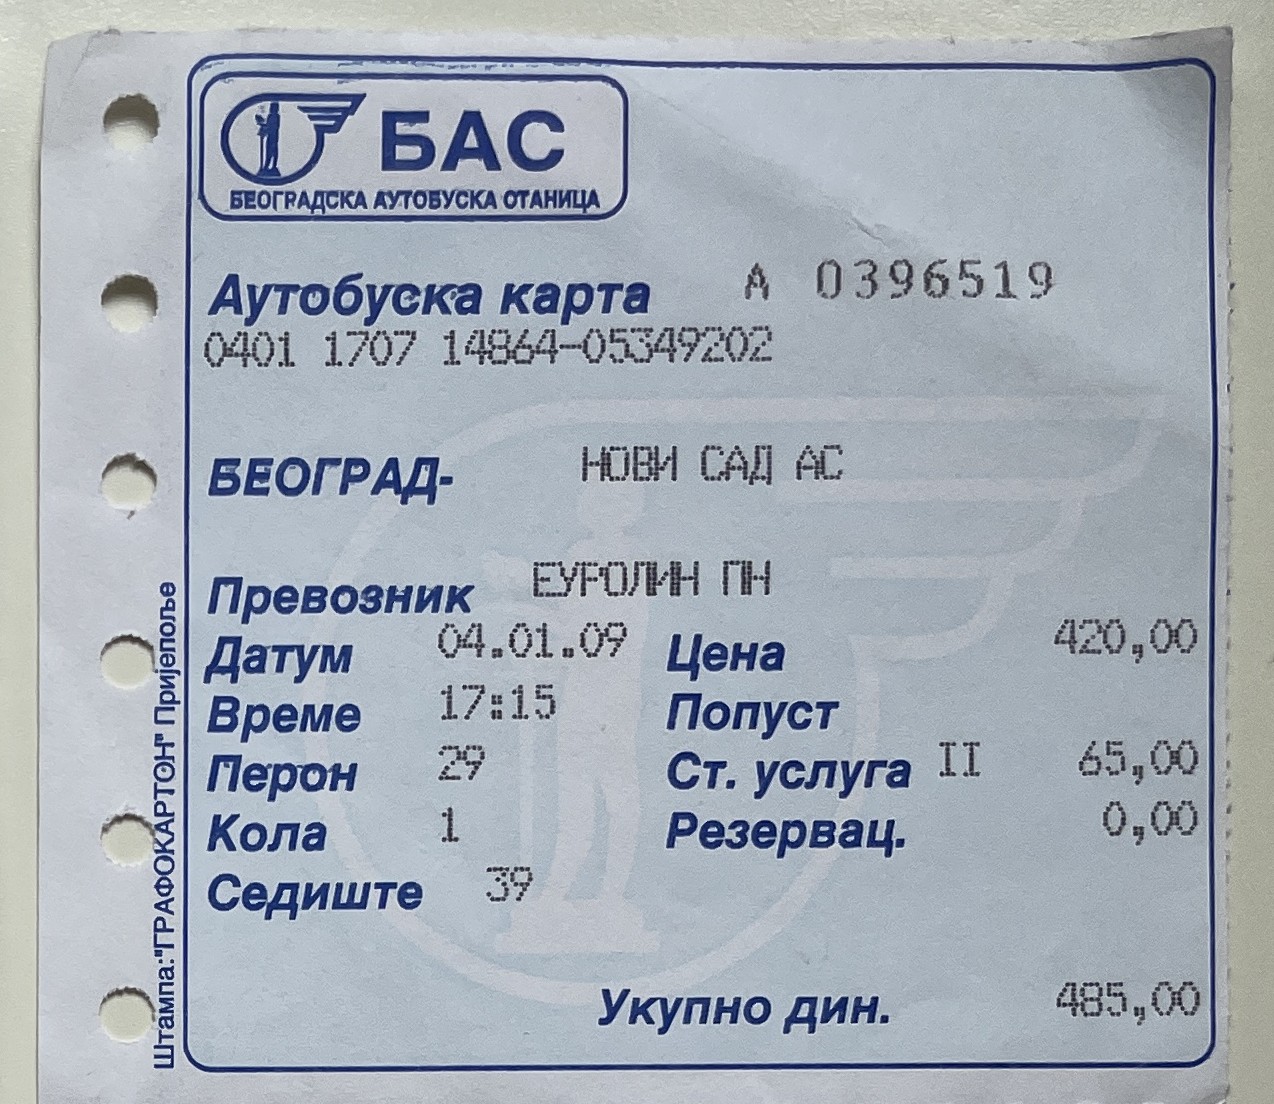 БАС
БЕОГРАДСКА АУТОБУСКА СТАНИЦА
Аутобуска карта А 0396519
0401 1707 14864-05349202
БЕОГРАД- НОВИ САД АС
Превозник ЕУРОЛИН ПН
Датум 04.01.09 Цена 420,00
Време 17:15 Попуст
Перон 29 Ст. услуга II 65,00
Кола 1 Резервац. 0,00
Седиште 39
Укупно дин. 485,00
Штампа:"ГРАФОКАРТОН" Пријепоље